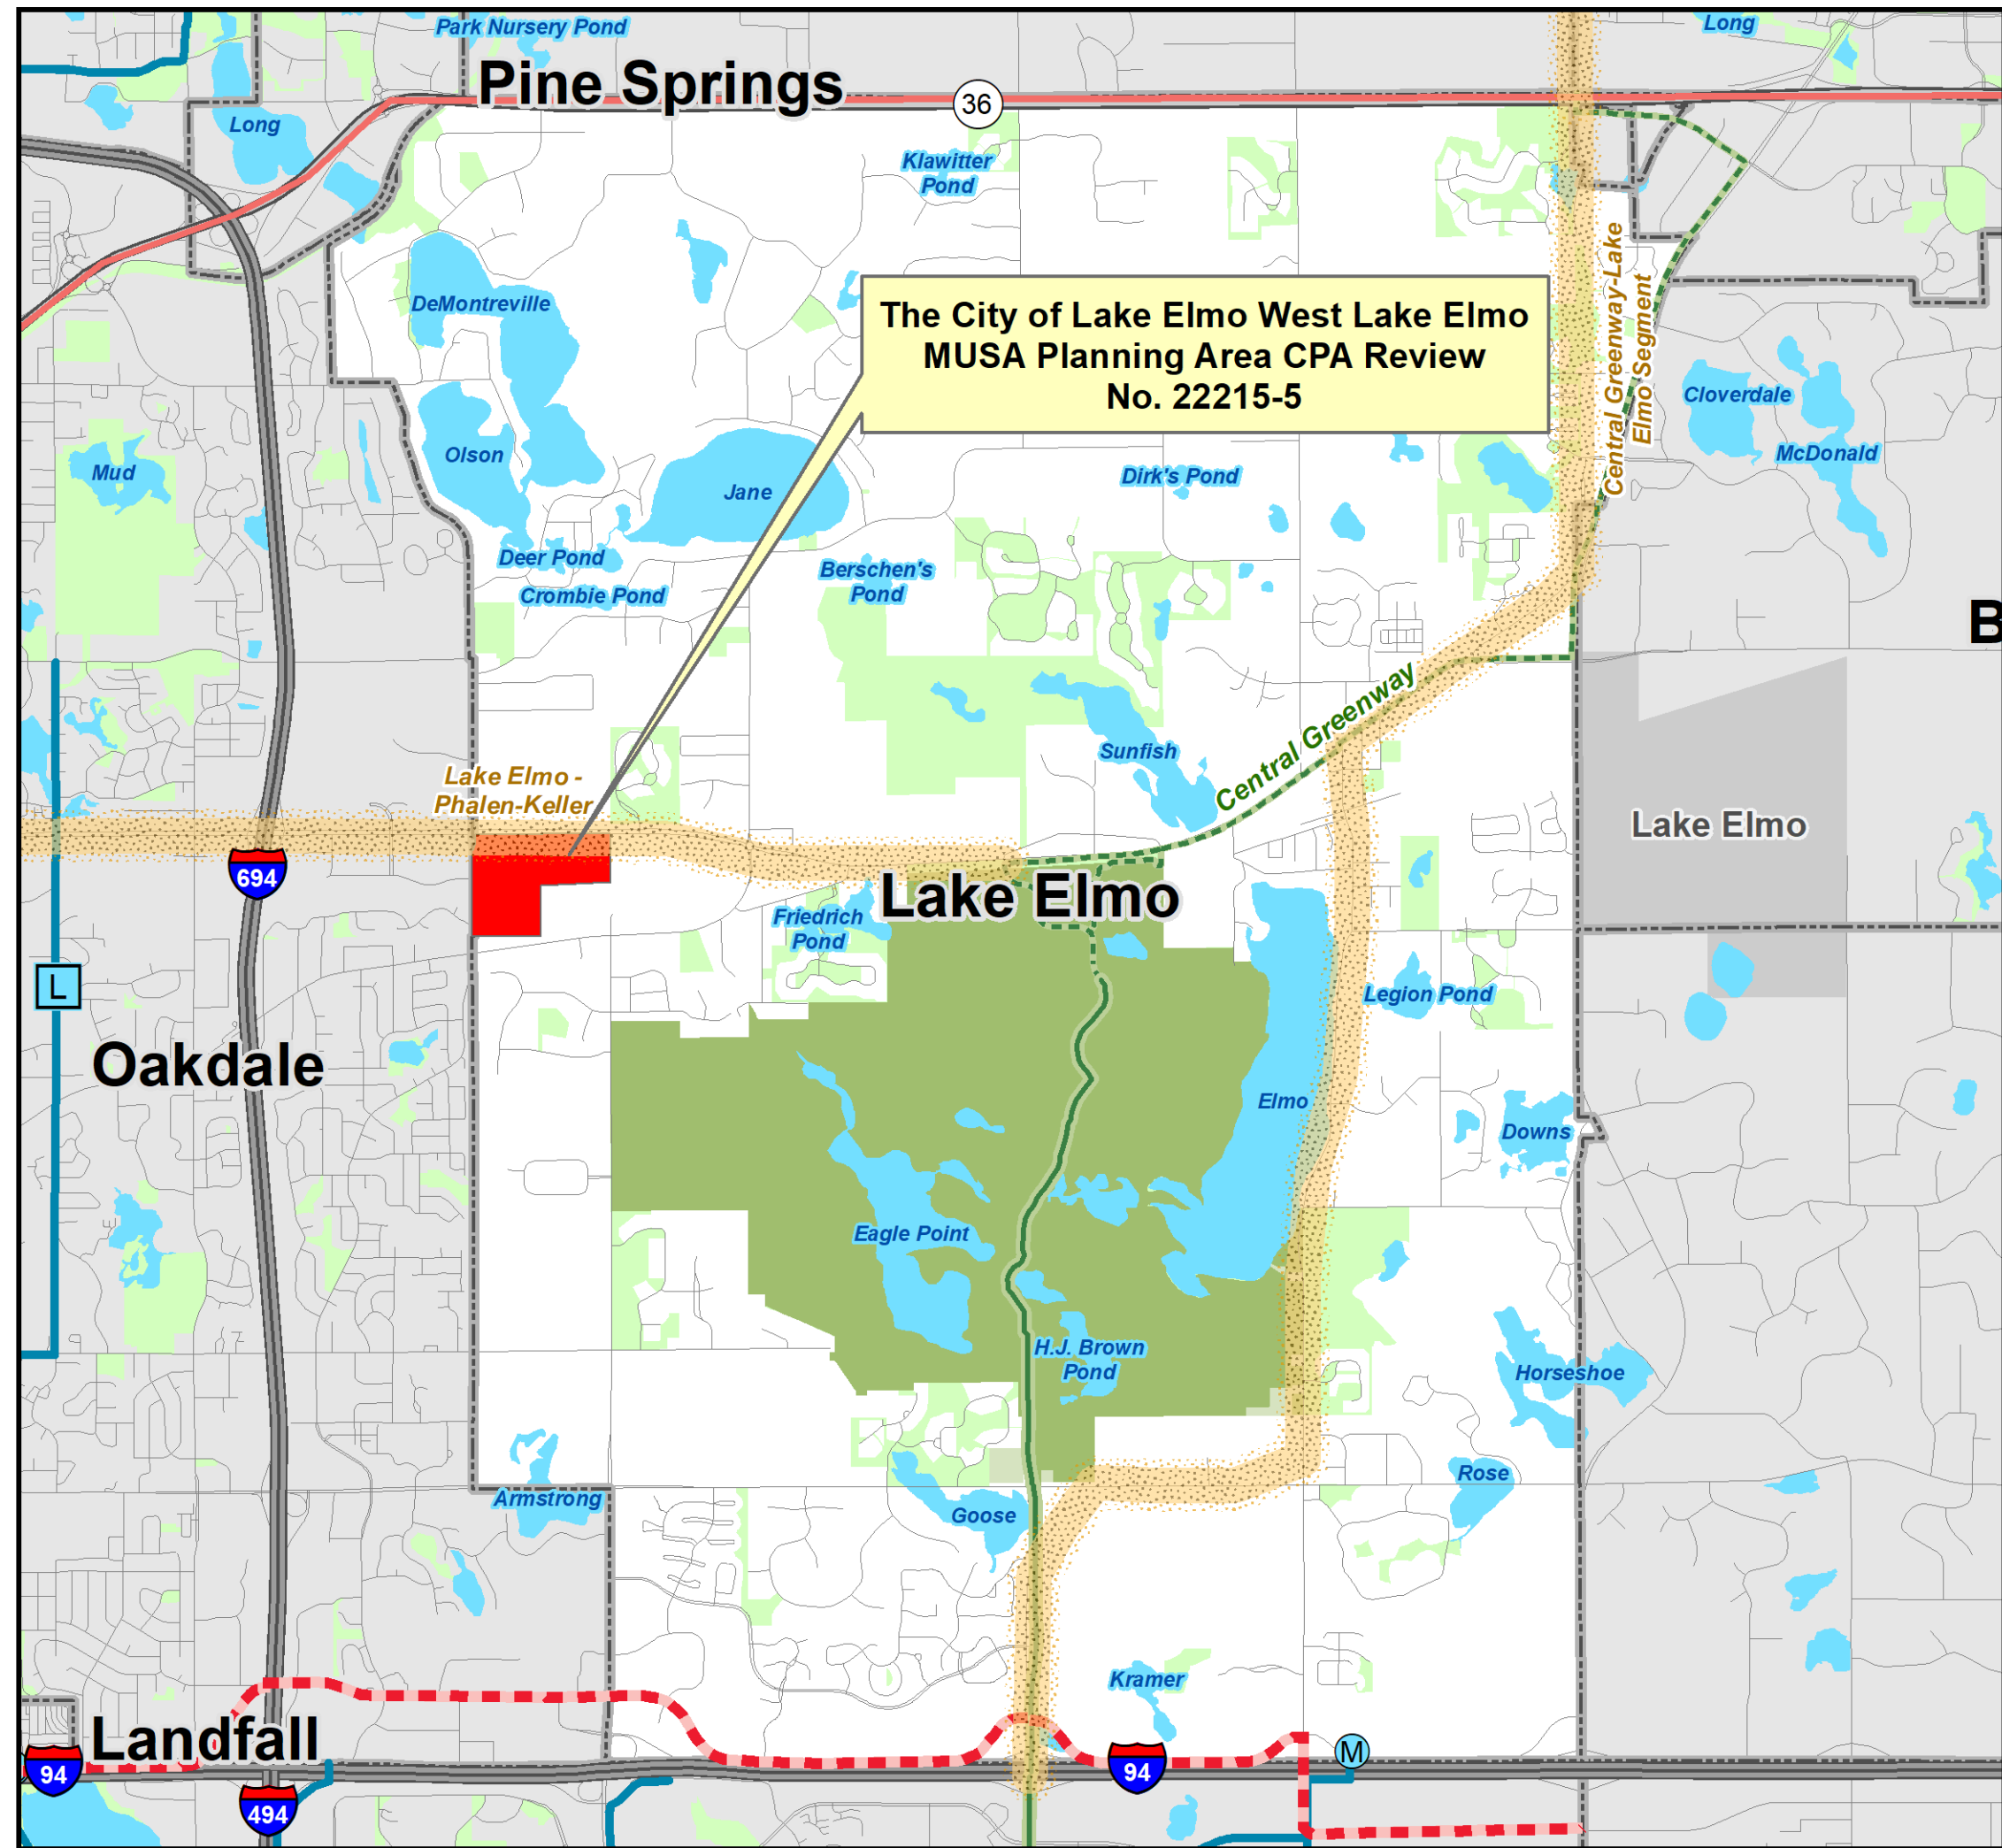 Park Nursery Pond
Long
Pine Springs
36
Long
Klawitter
Pond
DeMontreville
The City of Lake Elmo West Lake Elmo
MUSA Planning Area CPA Review
No. 22215-5
Central Greenway-Lake
Elmo Segment
Cloverdale
McDonald
Olson
Mud
Jane
Dirk's Pond
Deer Pond
Crombie Pond
Berschen's
Pond
B
Central Greenway
Sunfish
Lake Elmo -
Phalen-Keller
Lake Elmo
694
Lake Elmo
Friedrich
Pond
L
Legion Pond
Oakdale
Elmo
Downs
Eagle Point
H.J. Brown
Pond
Horseshoe
Rose
Armstrong
Goose
Kramer
Landfall
M
94
94
494